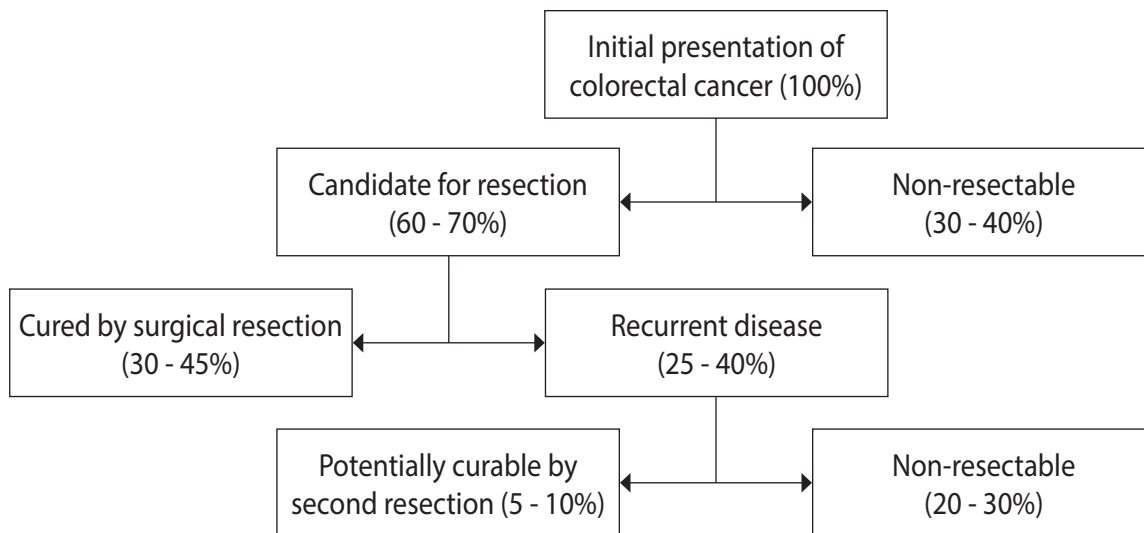 Initial presentation of
colorectal cancer (100%)
Candidate for resection
(60 - 70%)
Non-resectable
(30 - 40%)
Cured by surgical resection
(30 - 45%)
Recurrent disease
(25 - 40%)
Potentially curable by
second resection (5 - 10%)
Non-resectable
(20 - 30%)